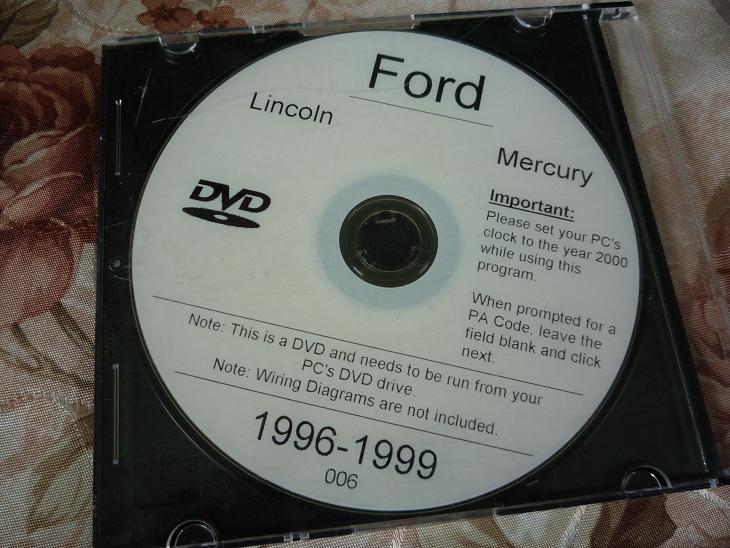 Ford
Lincoln
Mercury
DVD
Important:
Please set your PC's
clock to the year 2000
while using this
program.
When prompted for a
PA Code, leave the
field blank and click
next.
Note: This is a DVD and needs to be run from your
PC's DVD drive.
Note: Wiring Diagrams are not included.
1996-1999
006